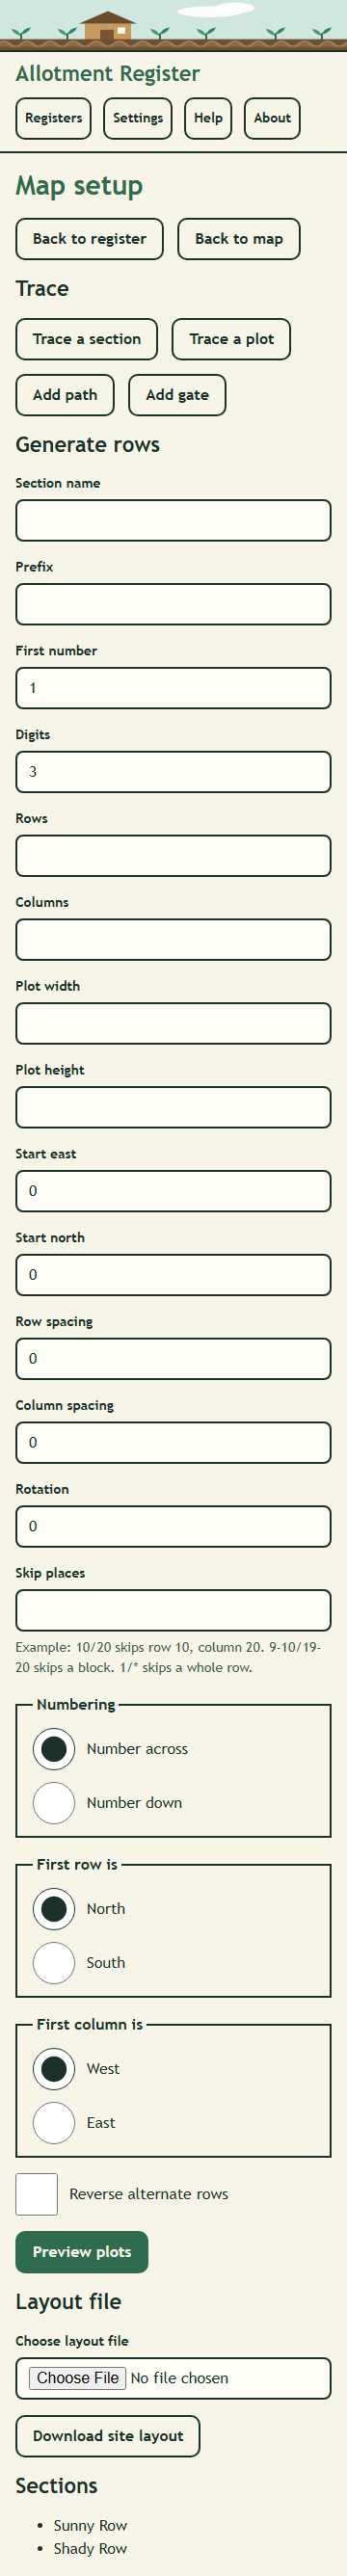 Allotment Register
Registers
Settings
Help
About
Map setup
Back to register
Back to map
Trace
Trace a section
Trace a plot
Add path
Add gate
Generate rows
Section name
Prefix
First number
1
Digits
3
Rows
Columns
Plot width
Plot height
Start east
0
Start north
0
Row spacing
0
Column spacing
0
Rotation
0
Skip places
Example: 10/20 skips row 10, column 20. 9-10/19-
20 skips a block. 1/* skips a whole row.
Numbering
Number across
Number down
First row is
North
South
First column is
West
East
Reverse alternate rows
Preview plots
Layout file
Choose layout file
Choose File No file chosen
Download site layout
Sections
• Sunny Row
• Shady Row